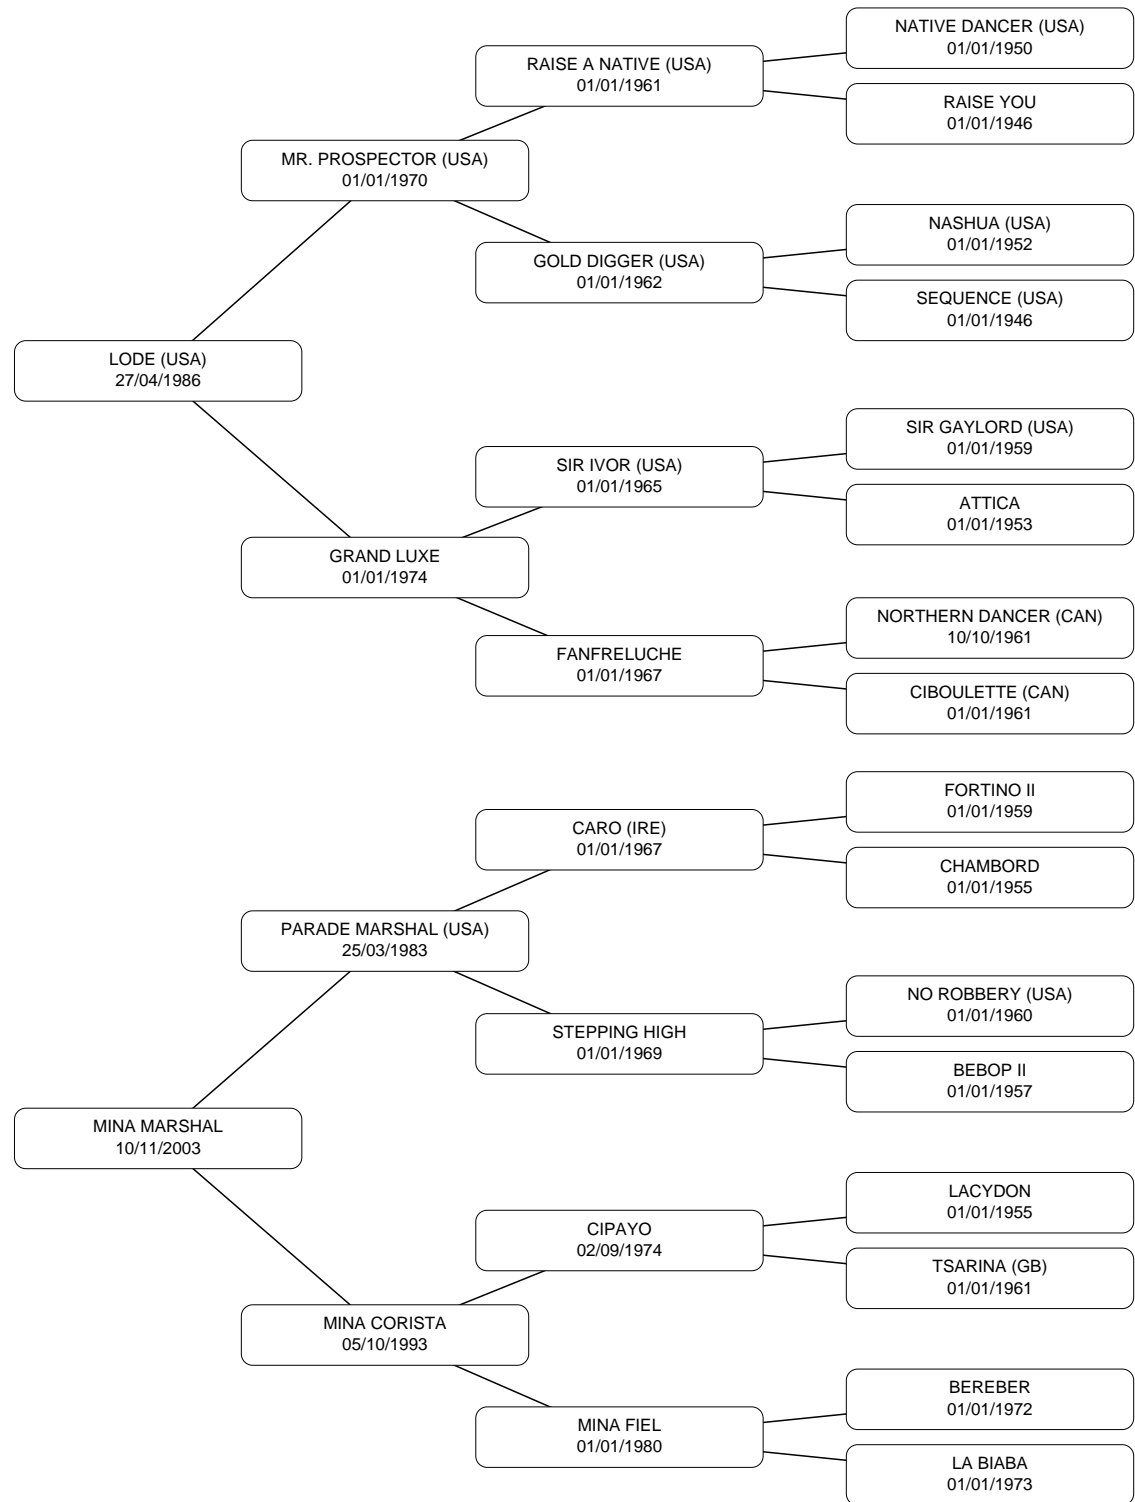 NATIVE DANCER (USA)
01/01/1950
RAISE A NATIVE (USA)
01/01/1961
RAISE YOU
01/01/1946
MR. PROSPECTOR (USA)
01/01/1970
NASHUA (USA)
01/01/1952
GOLD DIGGER (USA)
01/01/1962
SEQUENCE (USA)
01/01/1946
LODE (USA)
27/04/1986
SIR GAYLORD (USA)
01/01/1959
SIR IVOR (USA)
01/01/1965
ATTICA
01/01/1953
GRAND LUXE
01/01/1974
NORTHERN DANCER (CAN)
10/10/1961
FANFRELUCHE
01/01/1967
CIBOULETTE (CAN)
01/01/1961
FORTINO II
01/01/1959
CARO (IRE)
01/01/1967
CHAMBORD
01/01/1955
PARADE MARSHAL (USA)
25/03/1983
NO ROBBERY (USA)
01/01/1960
STEPPING HIGH
01/01/1969
BEBOP II
01/01/1957
MINA MARSHAL
10/11/2003
LACYDON
01/01/1955
CIPAYO
02/09/1974
TSARINA (GB)
01/01/1961
MINA CORISTA
05/10/1993
BEREBER
01/01/1972
MINA FIEL
01/01/1980
LA BIABA
01/01/1973